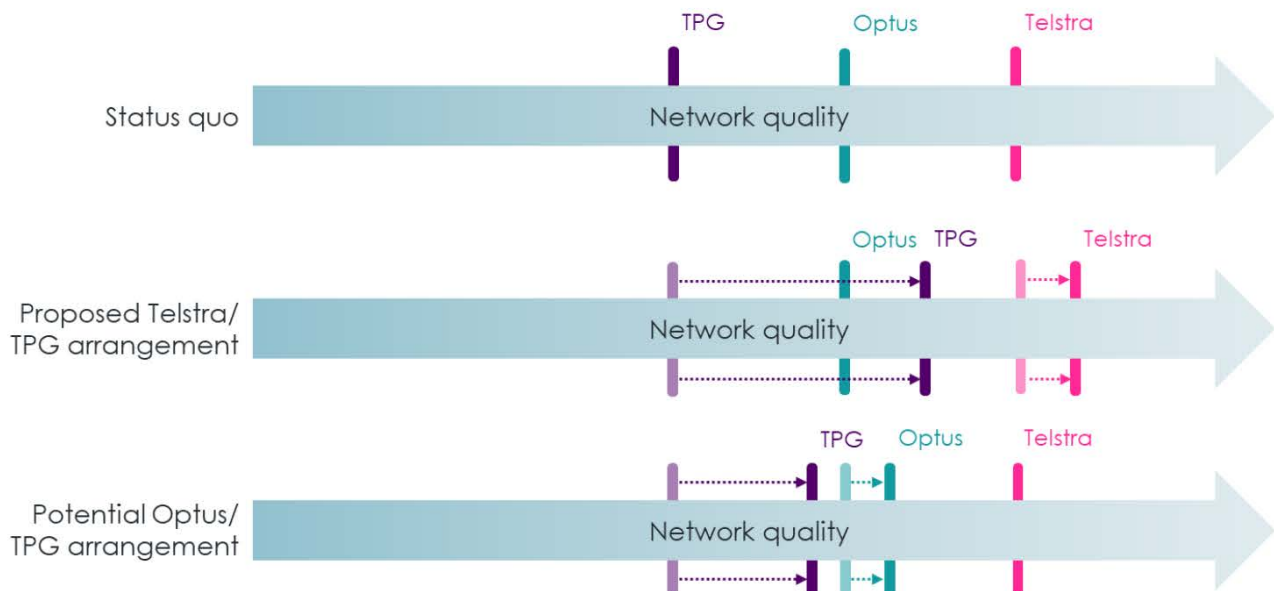 TPG
Optus
Telstra
Status quo
Network quality
Optus
TPG
Telstra
Proposed Telstra/
TPG arrangement
Network quality
TPG
Optus
Telstra
Potential Optus/
TPG arrangement
Network quality